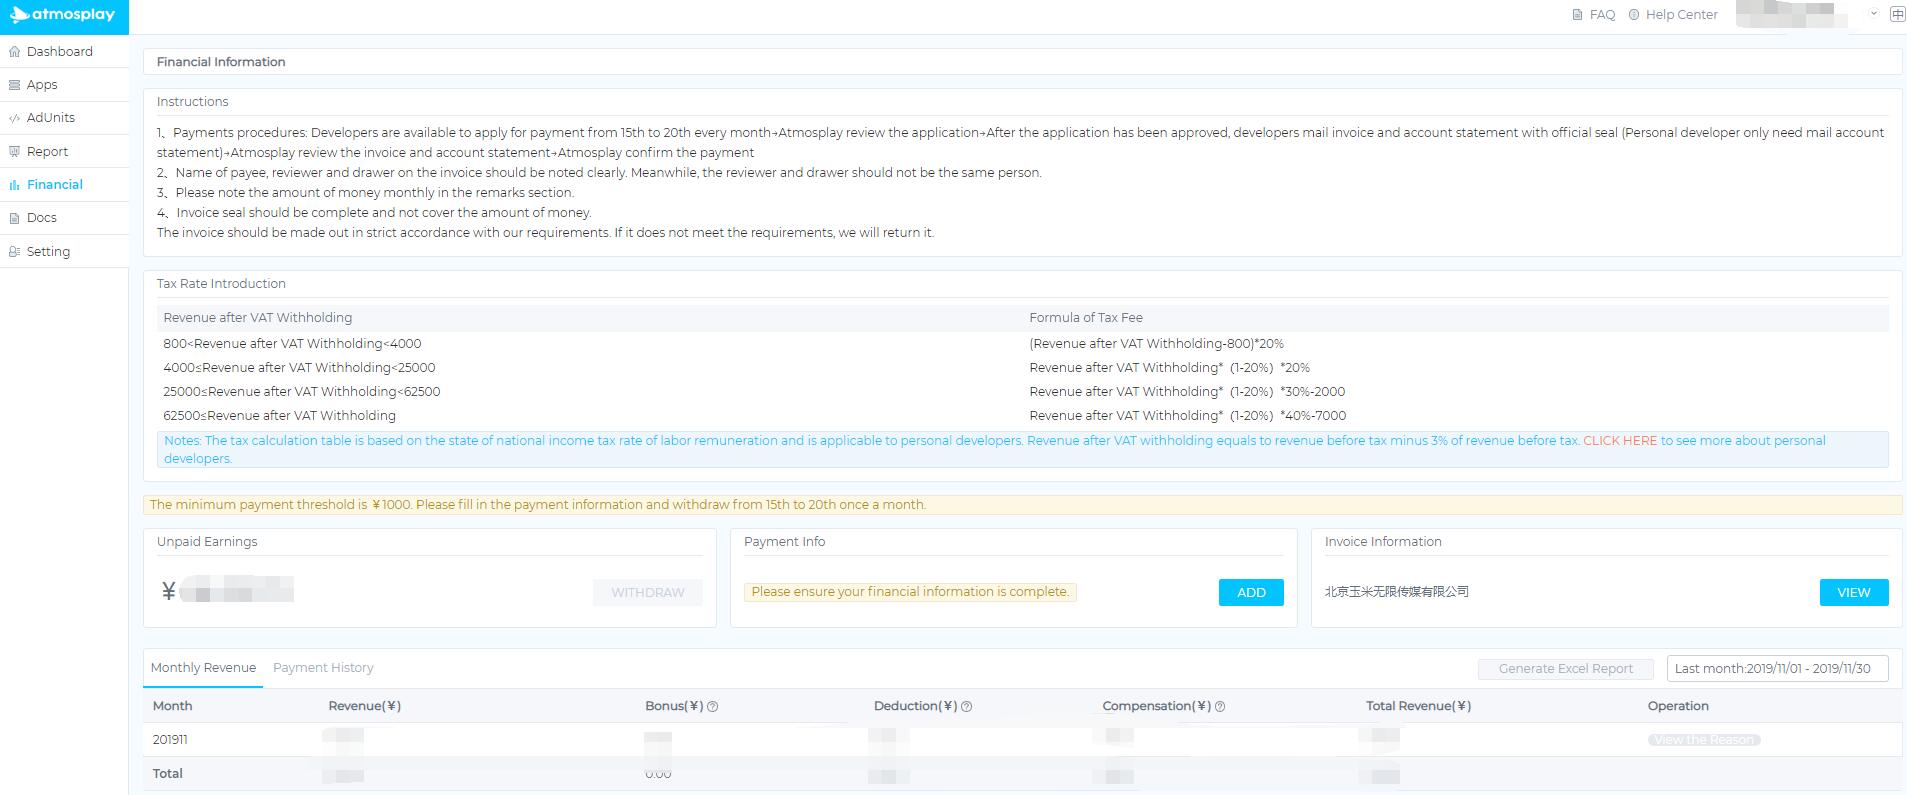 atmosplay
FAQ
Help Center
中
Dashboard
Apps
AdUnits
Report
Financial
Docs
Setting
Financial Information
Instructions
1、Payments procedures: Developers are available to apply for payment from 15th to 20th every month→Atmosplay review the application→After the application has been approved, developers mail invoice and account statement with official seal (Personal developer only need mail account
statement)→Atmosplay review the invoice and account statement→Atmosplay confirm the payment
2、Name of payee, reviewer and drawer on the invoice should be noted clearly. Meanwhile, the reviewer and drawer should not be the same person.
3、Please note the amount of money monthly in the remarks section.
4、Invoice seal should be complete and not cover the amount of money.
The invoice should be made out in strict accordance with our requirements. If it does not meet the requirements, we will return it.
Tax Rate Introduction
Revenue after VAT Withholding Formula of Tax Fee
800<Revenue after VAT Withholding<4000 (Revenue after VAT Withholding-800)*20%
4000≤Revenue after VAT Withholding<25000 Revenue after VAT Withholding* (1-20%) *20%
25000≤Revenue after VAT Withholding<62500 Revenue after VAT Withholding* (1-20%) *30%-2000
62500≤Revenue after VAT Withholding Revenue after VAT Withholding* (1-20%) *40%-7000
Notes: The tax calculation table is based on the state of national income tax rate of labor remuneration and is applicable to personal developers. Revenue after VAT withholding equals to revenue before tax minus 3% of revenue before tax. CLICK HERE to see more about personal
developers.
The minimum payment threshold is ¥1000. Please fill in the payment information and withdraw from 15th to 20th once a month.
Unpaid Earnings
¥
WITHDRAW
Payment Info
Please ensure your financial information is complete.
ADD
Invoice Information
北京玉米无限传媒有限公司
VIEW
Monthly Revenue Payment History
Generate Excel Report
Last month:2019/11/01 - 2019/11/30
Month Revenue(¥) Bonus(¥) Deduction(¥) Compensation(¥) Total Revenue(¥) Operation
201911 View the Reason
Total 0.00